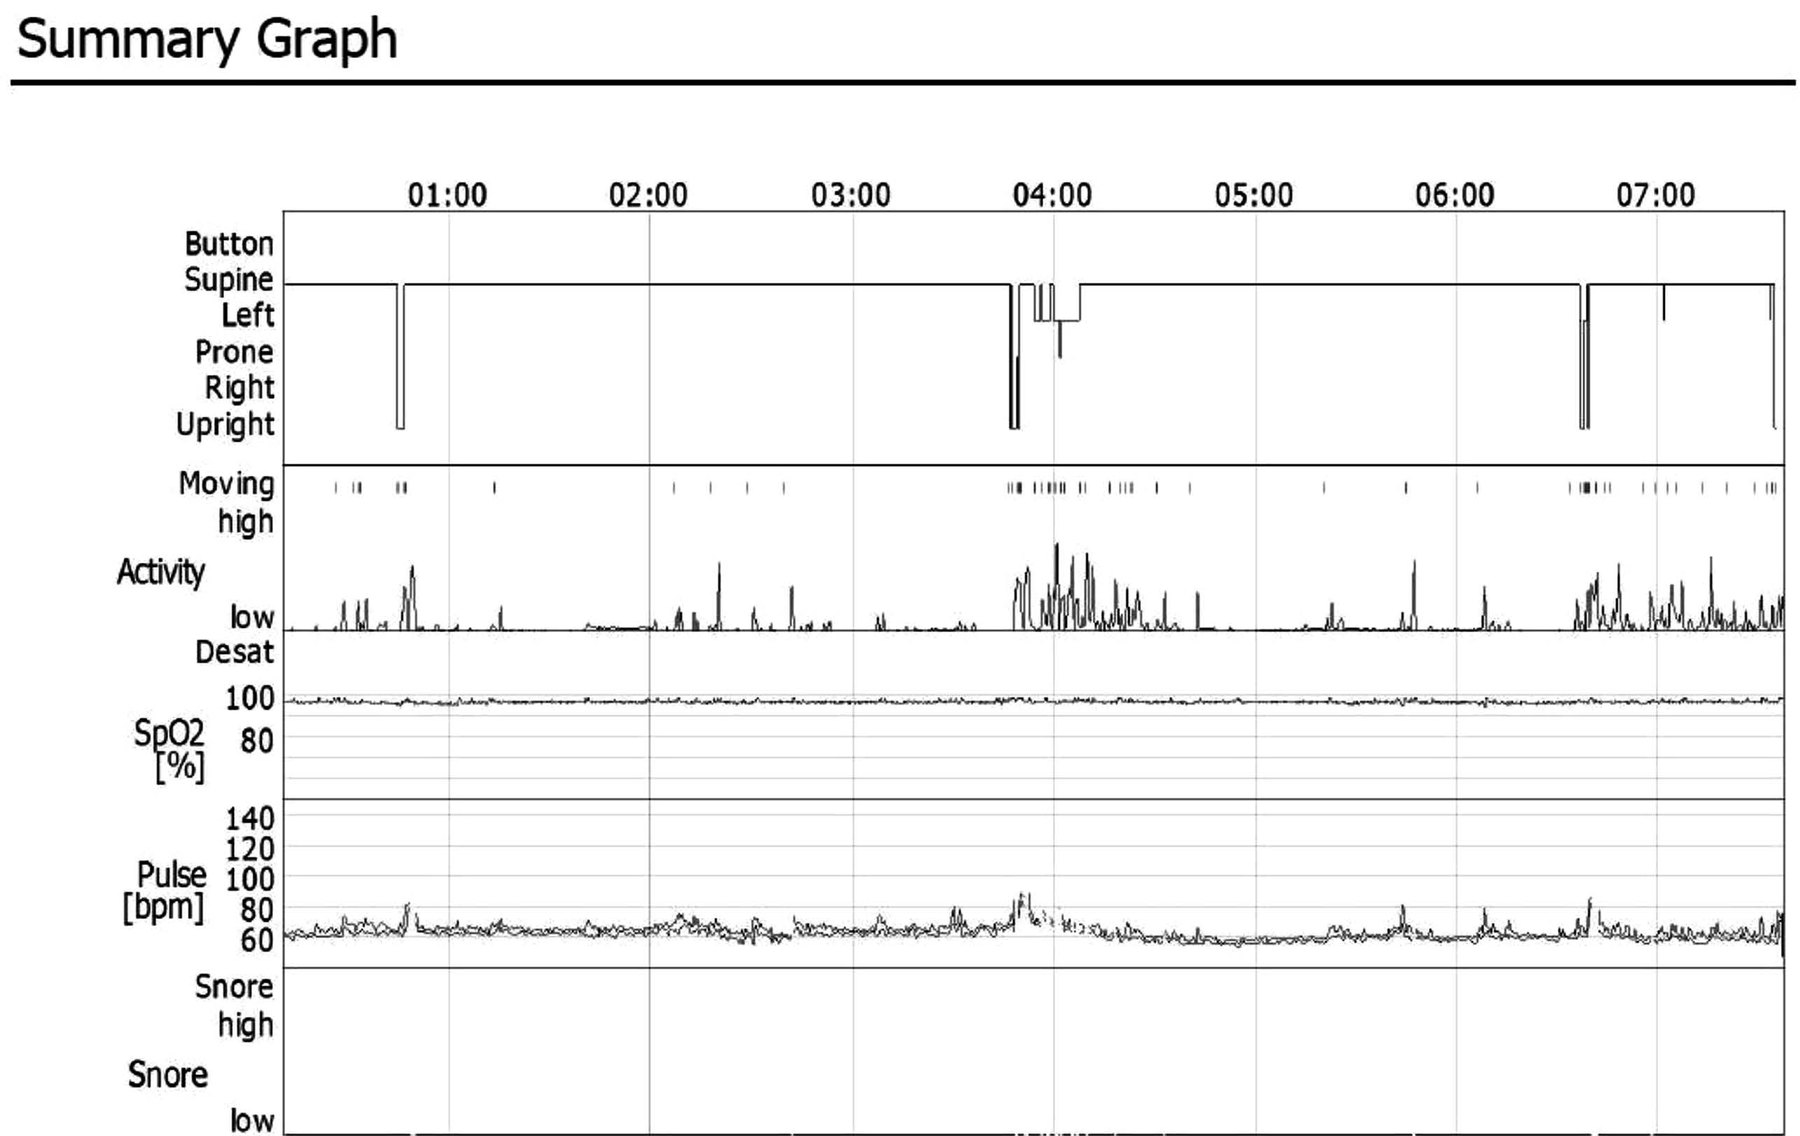 Summary Graph
01:00 02:00 03:00 04:00 05:00 06:00 07:00
Button
Supine
Left
Prone
Right
Upright
Moving
high
Activity
low
Desat
100
SpO2
80
[%]
140
120
Pulse
100
[bpm]
80
60
Snore
high
Snore
low